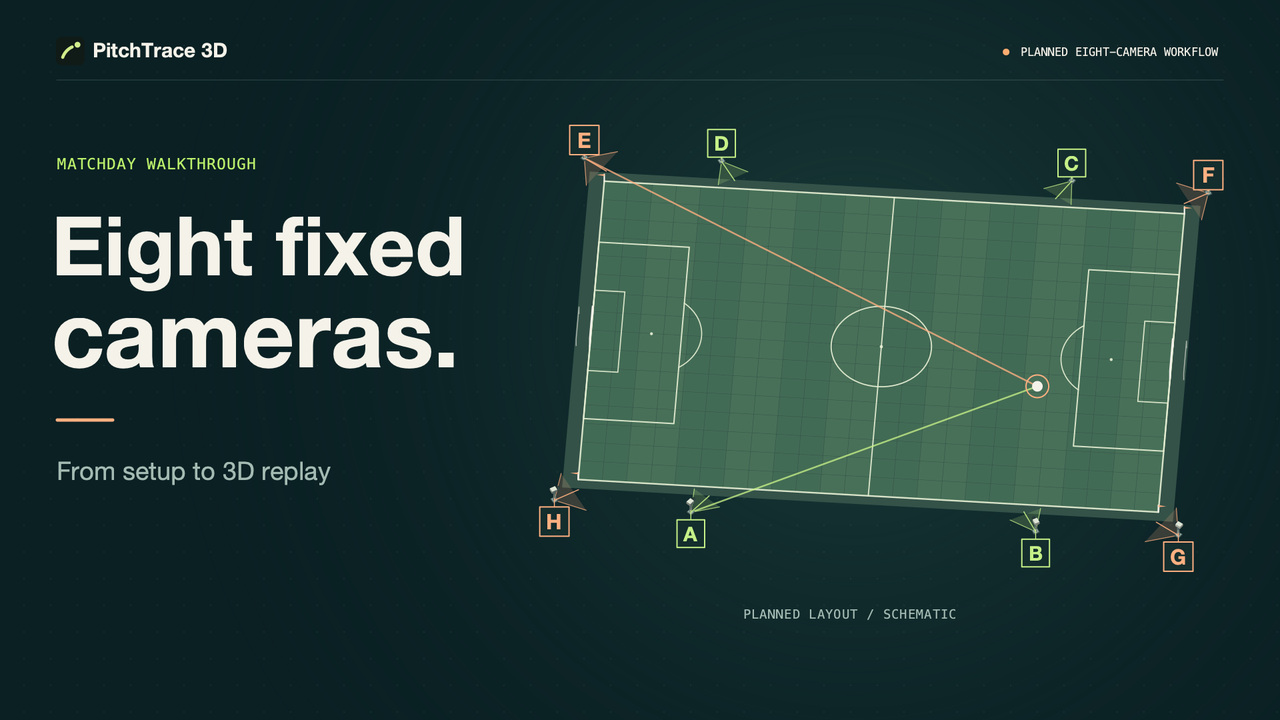 PitchTrace 3D
PLANNED EIGHT–CAMERA WORKFLOW
MATCHDAY WALKTHROUGH
Eight fixed
cameras.
From setup to 3D replay
E
D
C
F
H
A
B
G
PLANNED LAYOUT / SCHEMATIC